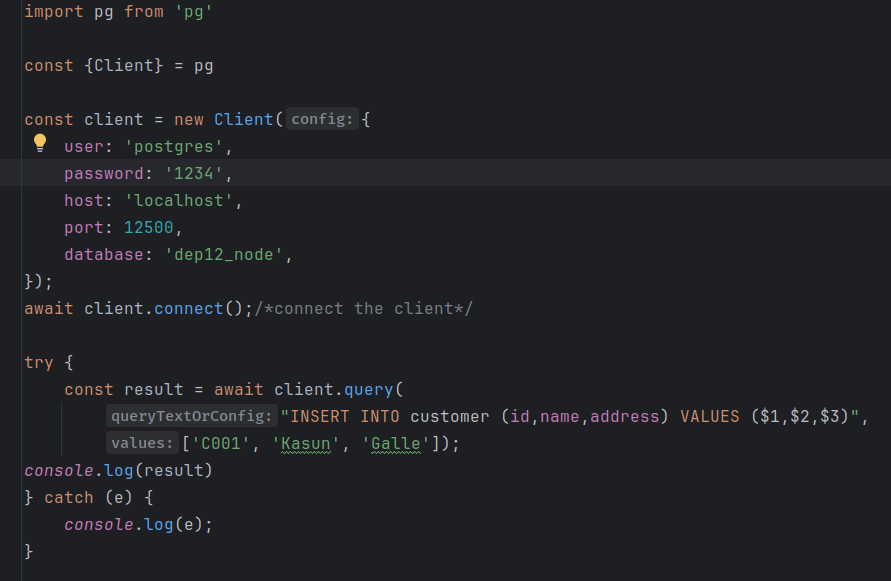 import pg from 'pg'
const {Client} = pg
const client = new Client( config: {
user: 'postgres',
password: '1234',
host: 'localhost',
port: 12500,
database: 'dep12_node',
});
await client.connect();/*connect the client*/
try {
const result = await client.query(
queryTextOrConfig: "INSERT INTO customer (id,name,address) VALUES ($1,$2,$3)",
values: ['C001', 'Kasun', 'Galle']);
console.log(result)
} catch (e) {
console.log(e);
}